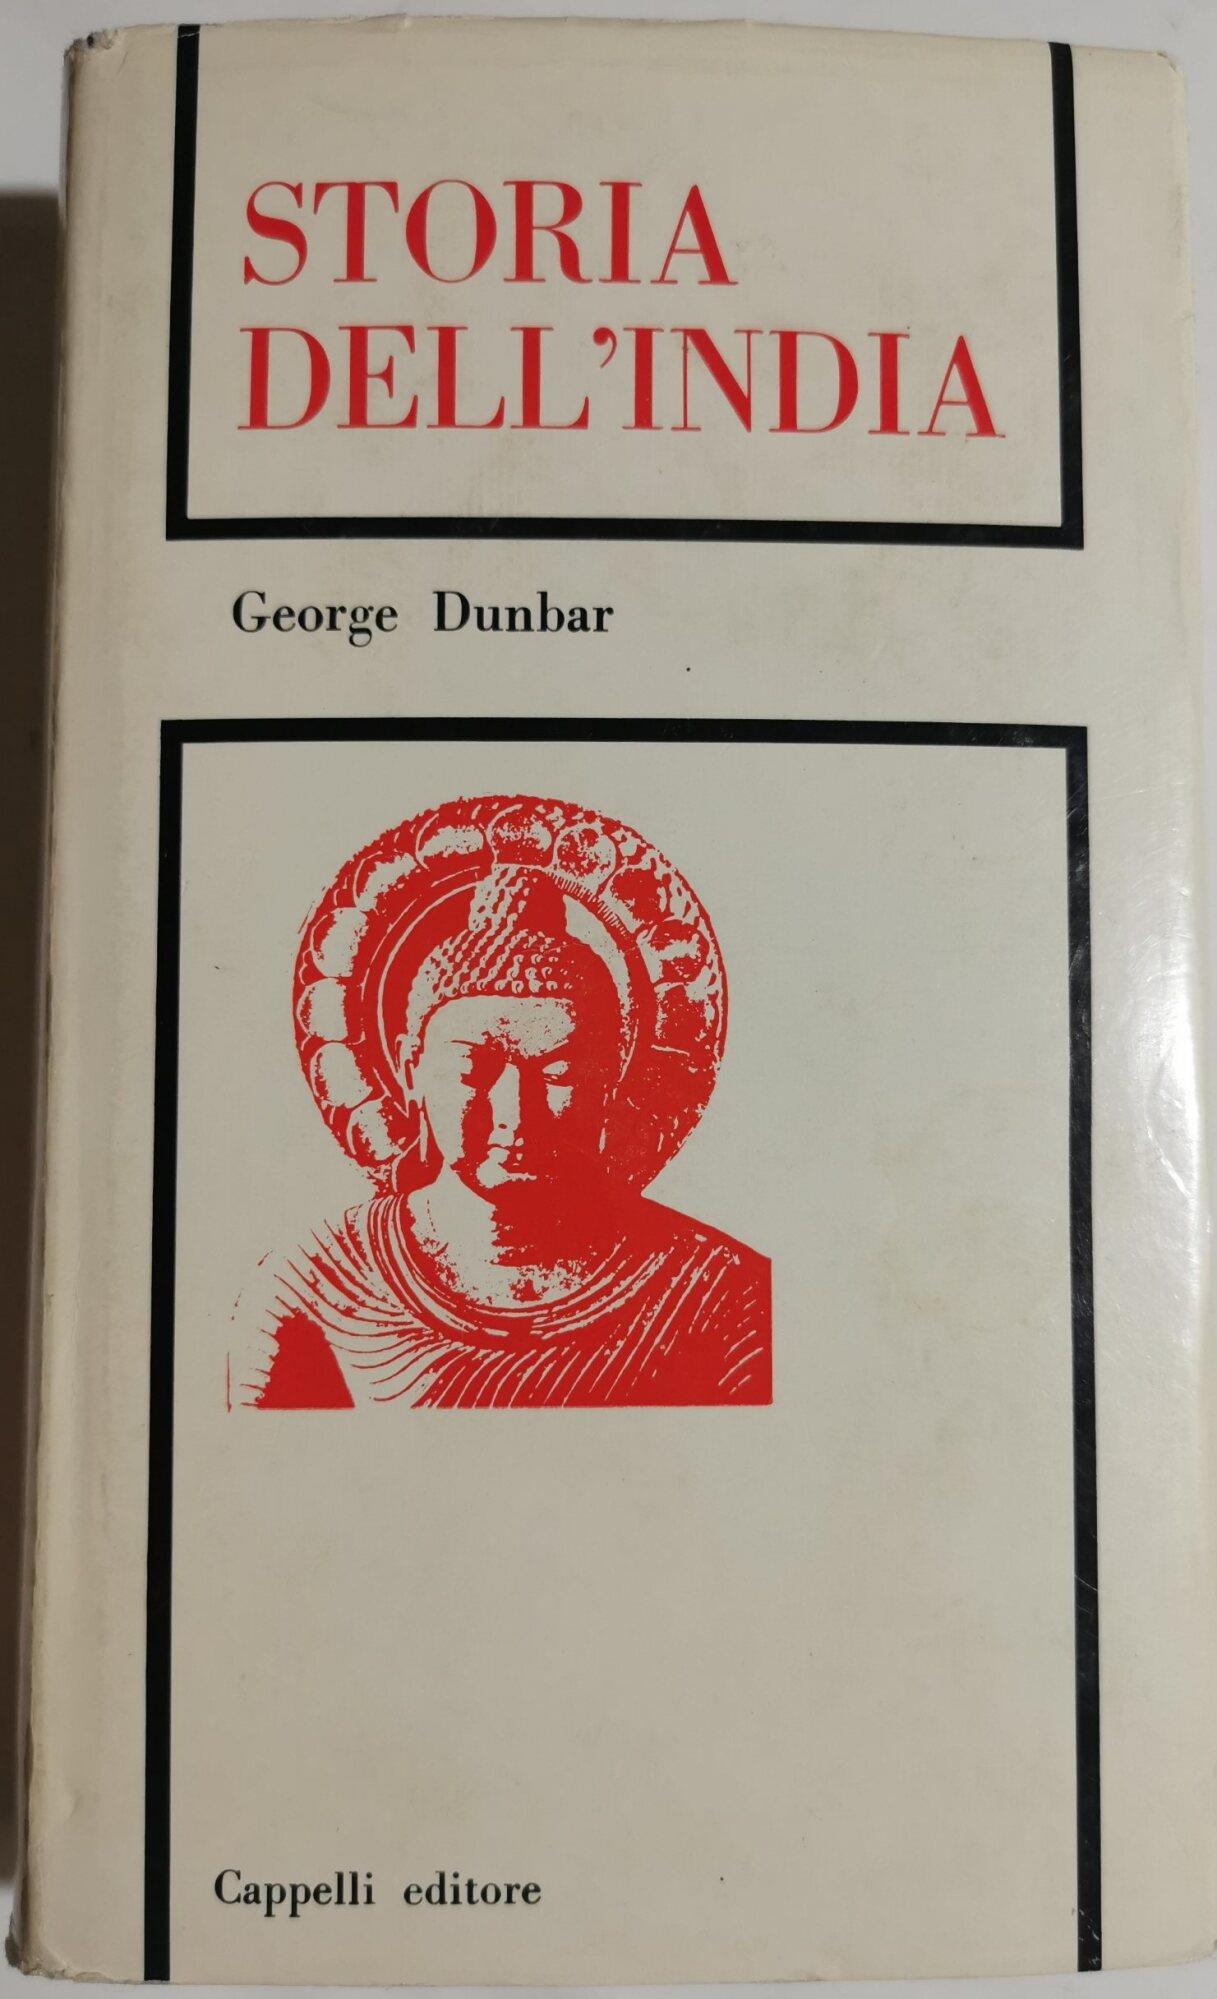 STORIA
DELL'INDIA
George Dunbar
Cappelli editore